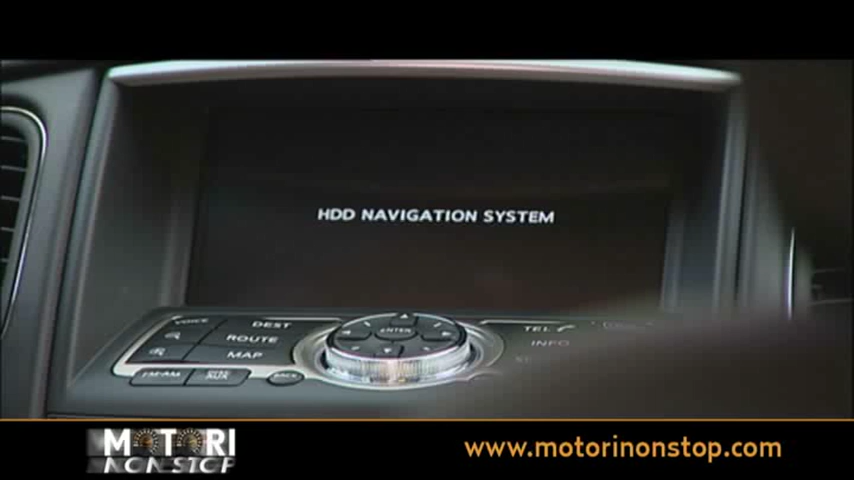 HDD NAVIGATION SYSTEM
VOICE
DEST
ROUTE
MAP
FM·AM
AUX
BACK
ENTER
TEL
INFO
MOTORI
NON STOP
www.motorinonstop.com